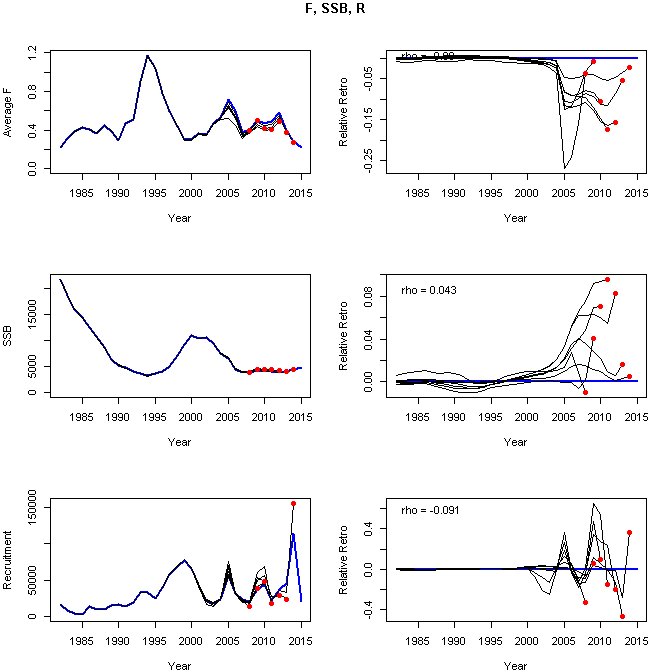 F, SSB, R
Average F
0.0 0.4 0.8 1.2
1985 1990 1995 2000 2005 2010 2015
Year
Relative Retro
-0.25 -0.15 -0.05
1985 1990 1995 2000 2005 2010 2015
Year
SSB
0 5000 15000
1985 1990 1995 2000 2005 2010 2015
Year
rho = 0.043
Relative Retro
0.00 0.04 0.08
1985 1990 1995 2000 2005 2010 2015
Year
Recruitment
0 50000 150000
1985 1990 1995 2000 2005 2010 2015
Year
rho = -0.091
Relative Retro
-0.4 0.0 0.4
1985 1990 1995 2000 2005 2010 2015
Year